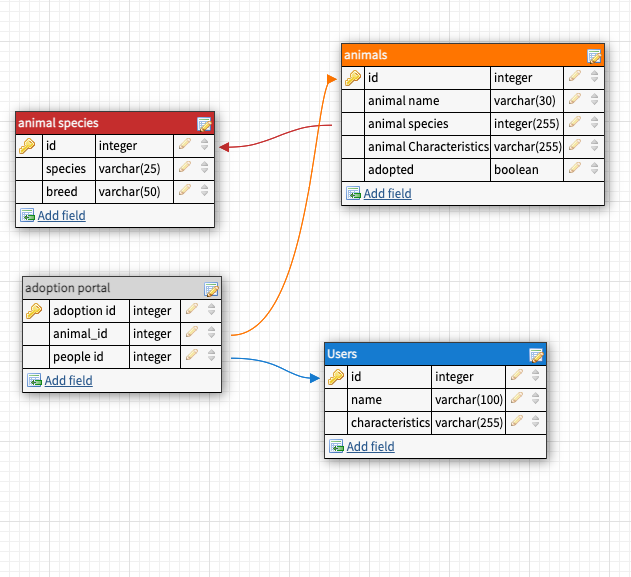 animals
id integer
animal name varchar(30)
animal species integer(255)
animal Characteristics varchar(255)
adopted boolean
Add field
animal species
id integer
species varchar(25)
breed varchar(50)
Add field
adoption portal
adoption id integer
animal_id integer
people id integer
Add field
Users
id integer
name varchar(100)
characteristics varchar(255)
Add field